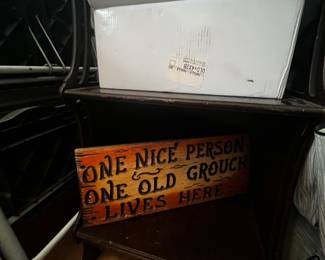 ONE NICE PERSON
ONE OLD GROUCH
LIVES HERE